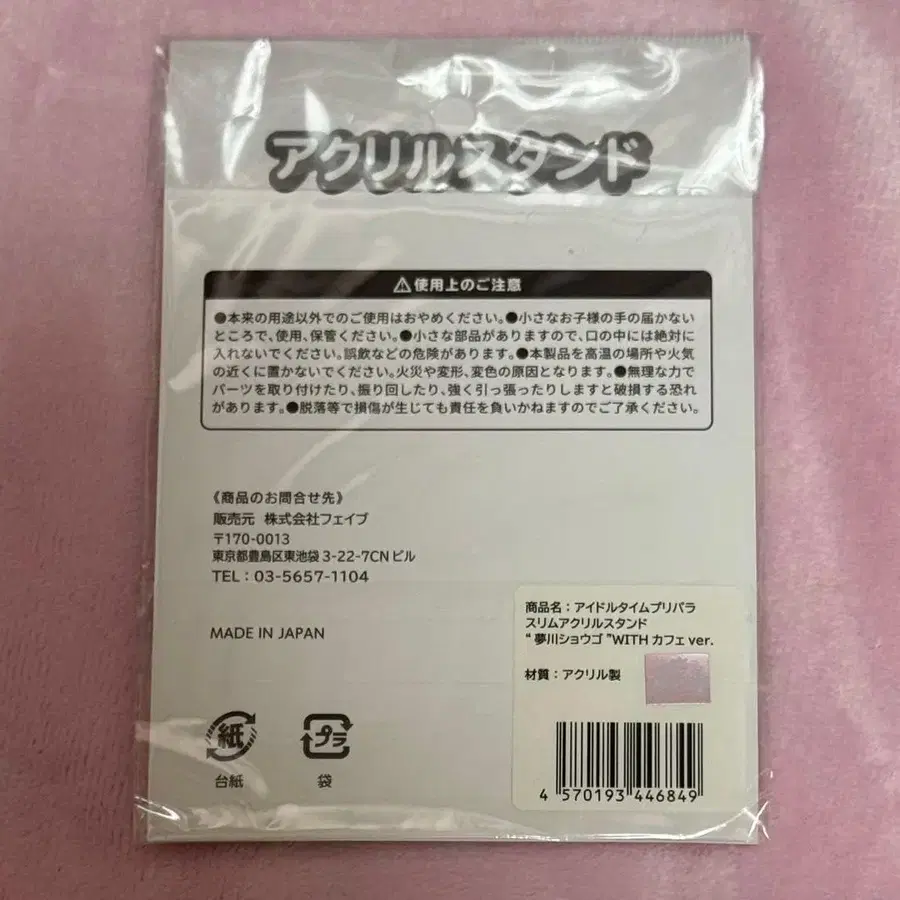 アクリルスタンド
⚠使用上のご注意
●本来の用途以外でのご使用はおやめください。●小さなお子様の手の届かない
ところで、使用、保管ください。●小さな部品がありますので、口の中には絶対に
入れないでください。誤飲などの危険があります。●本製品を高温の場所や火気
の近くに置かないでください。火災や変形、変色の原因となります。●無理な力で
パーツを取り付けたり、振り回したり、強く引っ張ったりしますと破損する恐れ
があります。●脱落等で損傷が生じても責任を負いかねますのでご了承ください。
《商品のお問合せ先》
販売元 株式会社フェイブ
〒170-0013
東京都豊島区東池袋3-22-7CNビル
TEL：03-5657-1104
MADE IN JAPAN
紙
台紙
プラ
袋
商品名：アイドルタイムプリパラ
スリムアクリルスタンド
“夢川ショウゴ”WITH カフェ ver.
材質：アクリル製
4 570193 446849